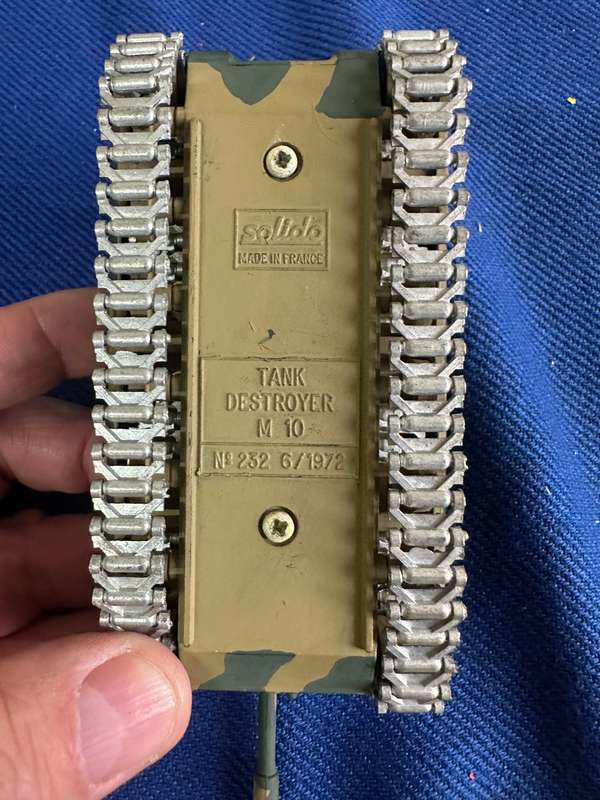 solido
MADE IN FRANCE
TANK
DESTROYER
M 10
Nº 232 6/1972